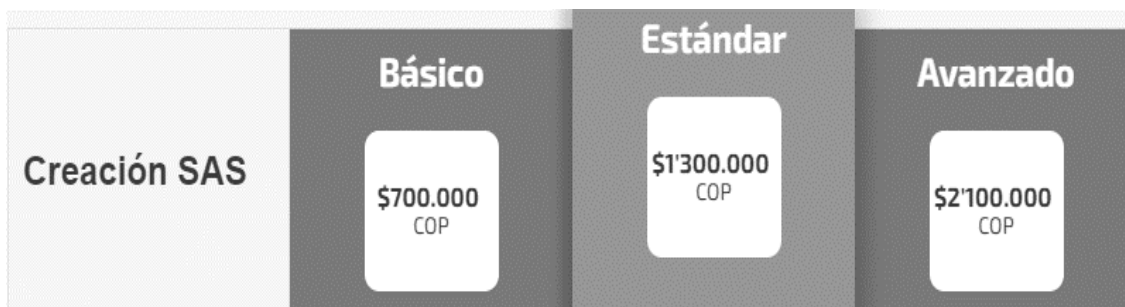 Creación SAS
Básico
$700.000
COP
Estándar
$1'300.000
COP
Avanzado
$2'100.000
COP